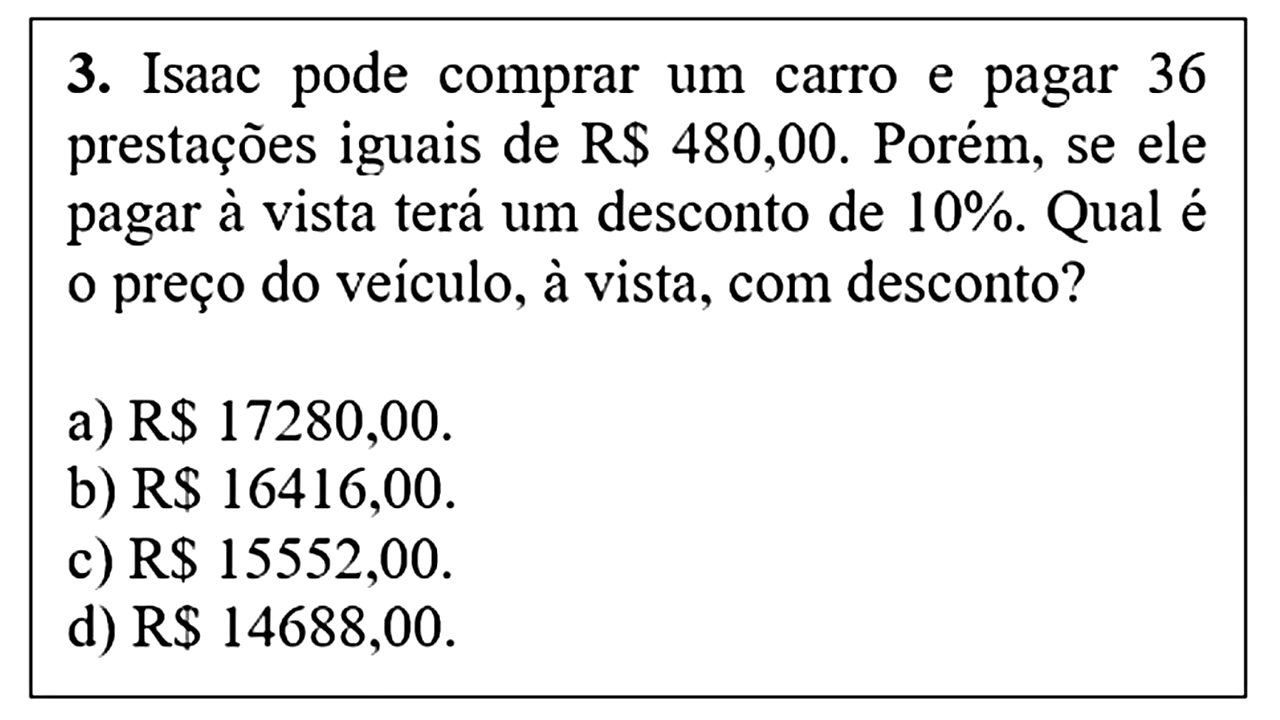 3. Isaac pode comprar um carro e pagar 36
prestações iguais de R$ 480,00. Porém, se ele
pagar à vista terá um desconto de 10%. Qual é
o preço do veículo, à vista, com desconto?
a) R$ 17280,00.
b) R$ 16416,00.
c) R$ 15552,00.
d) R$ 14688,00.